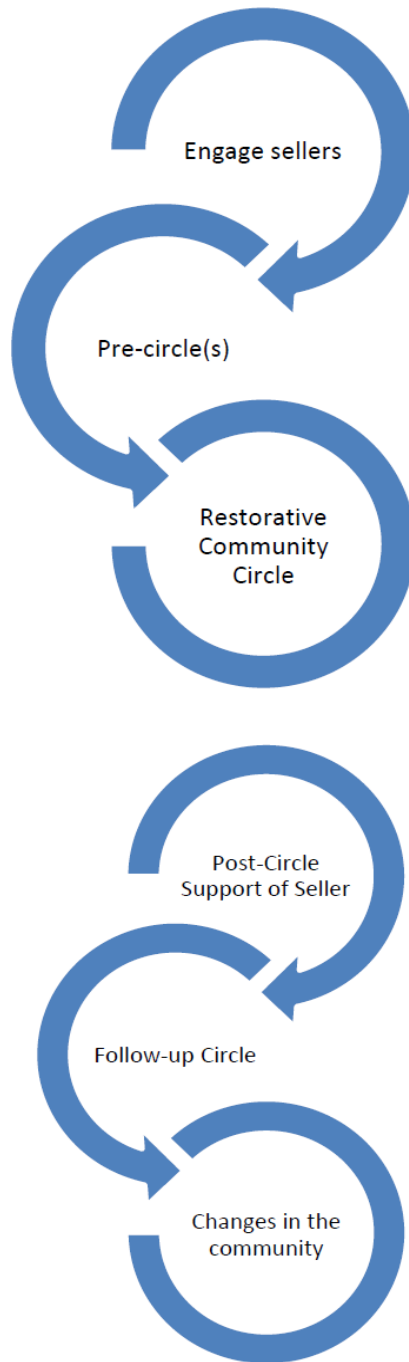 Engage sellers
Pre-circle(s)
Restorative
Community
Circle
Post-Circle
Support of Seller
Follow-up Circle
Changes in the
community